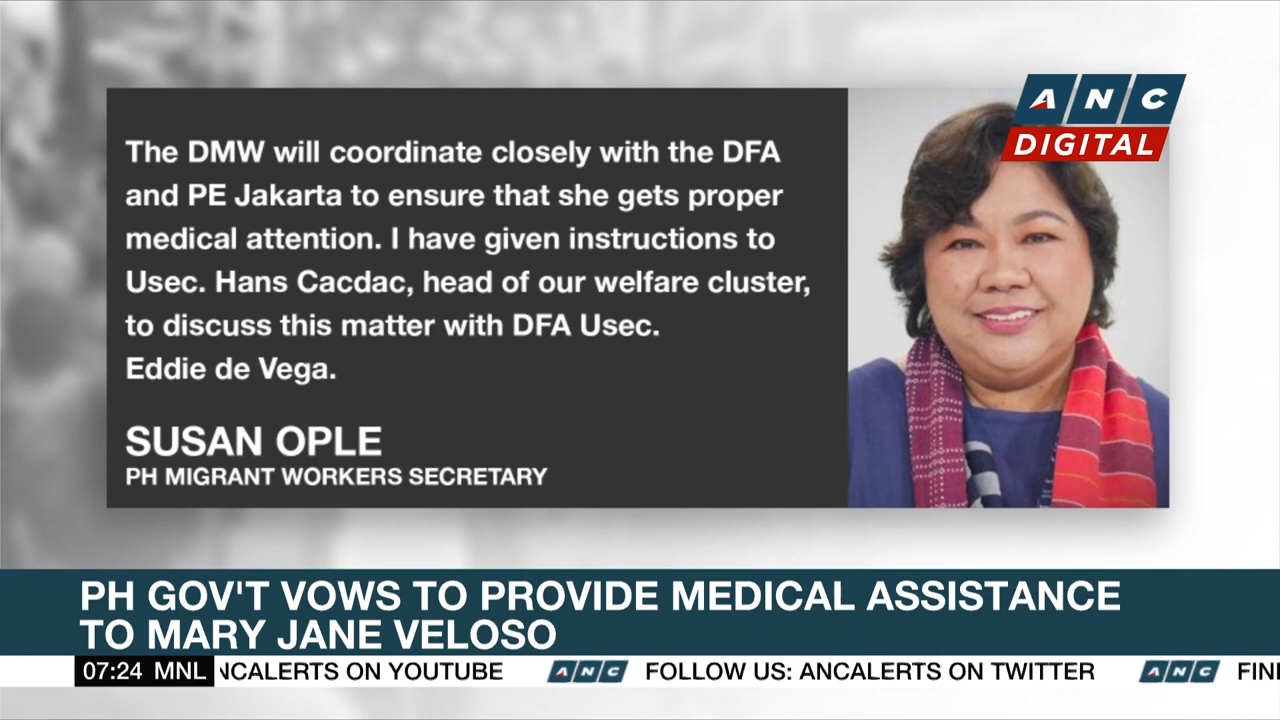 ANC
DIGITAL
The DMW will coordinate closely with the DFA
and PE Jakarta to ensure that she gets proper
medical attention. I have given instructions to
Usec. Hans Cacdac, head of our welfare cluster,
to discuss this matter with DFA Usec.
Eddie de Vega.
SUSAN OPLE
PH MIGRANT WORKERS SECRETARY
PH GOV'T VOWS TO PROVIDE MEDICAL ASSISTANCE
TO MARY JANE VELOSO
07:24 MNL NCALERTS ON YOUTUBE ANC FOLLOW US: ANCALERTS ON TWITTER ANC FIN